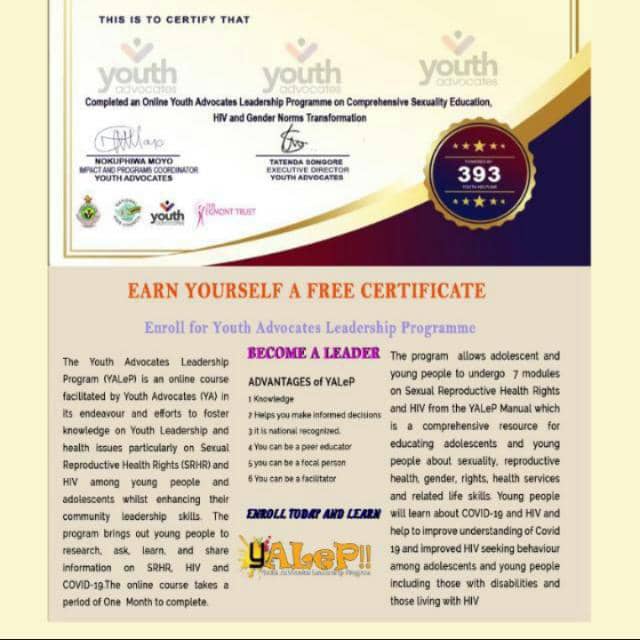 THIS IS TO CERTIFY THAT
youth
advocates
youth
advocates
youth
advocates
Completed an Online Youth Advocates Leadership Programme on Comprehensive Sexuality Education,
HIV and Gender Norms Transformation
NOKUPHIWA MOYO
IMPACT AND PROGRAMS COORDINATOR
YOUTH ADVOCATES
TATENDA SONGORE
EXECUTIVE DIRECTOR
YOUTH ADVOCATES
POWERED BY
393
YOUTH HELPLINE
youth
advocates
THE
EGMONT TRUST
EARN YOURSELF A FREE CERTIFICATE
Enroll for Youth Advocates Leadership Programme
The Youth Advocates Leadership
Program (YALeP) is an online course
facilitated by Youth Advocates (YA) in
its endeavour and efforts to foster
knowledge on Youth Leadership and
health issues particularly on Sexual
Reproductive Health Rights (SRHR) and
HIV among young people and
adolescents whilst enhancing their
community leadership skills. The
program brings out young people to
research, ask, learn, and share
information on SRHR, HIV and
COVID-19.The online course takes a
period of One Month to complete.
BECOME A LEADER
ADVANTAGES of YALeP
1 Knowledge
2 Helps you make informed decisions
3 it is national recognized.
4 You can be a peer educator
5 you can be a focal person
6 You can be a facilitator
ENROLL TODAY AND LEARN
YALeP!!
Youth Advocates Leadership Program
The program allows adolescent and
young people to undergo 7 modules
on Sexual Reproductive Health Rights
and HIV from the YALeP Manual which
is a comprehensive resource for
educating adolescents and young
people about sexuality, reproductive
health, gender, rights, health services
and related life skills. Young people
will learn about COVID-19 and HIV and
help to improve understanding of Covid
19 and improved HIV seeking behaviour
among adolescents and young people
including those with disabilities and
those living with HIV